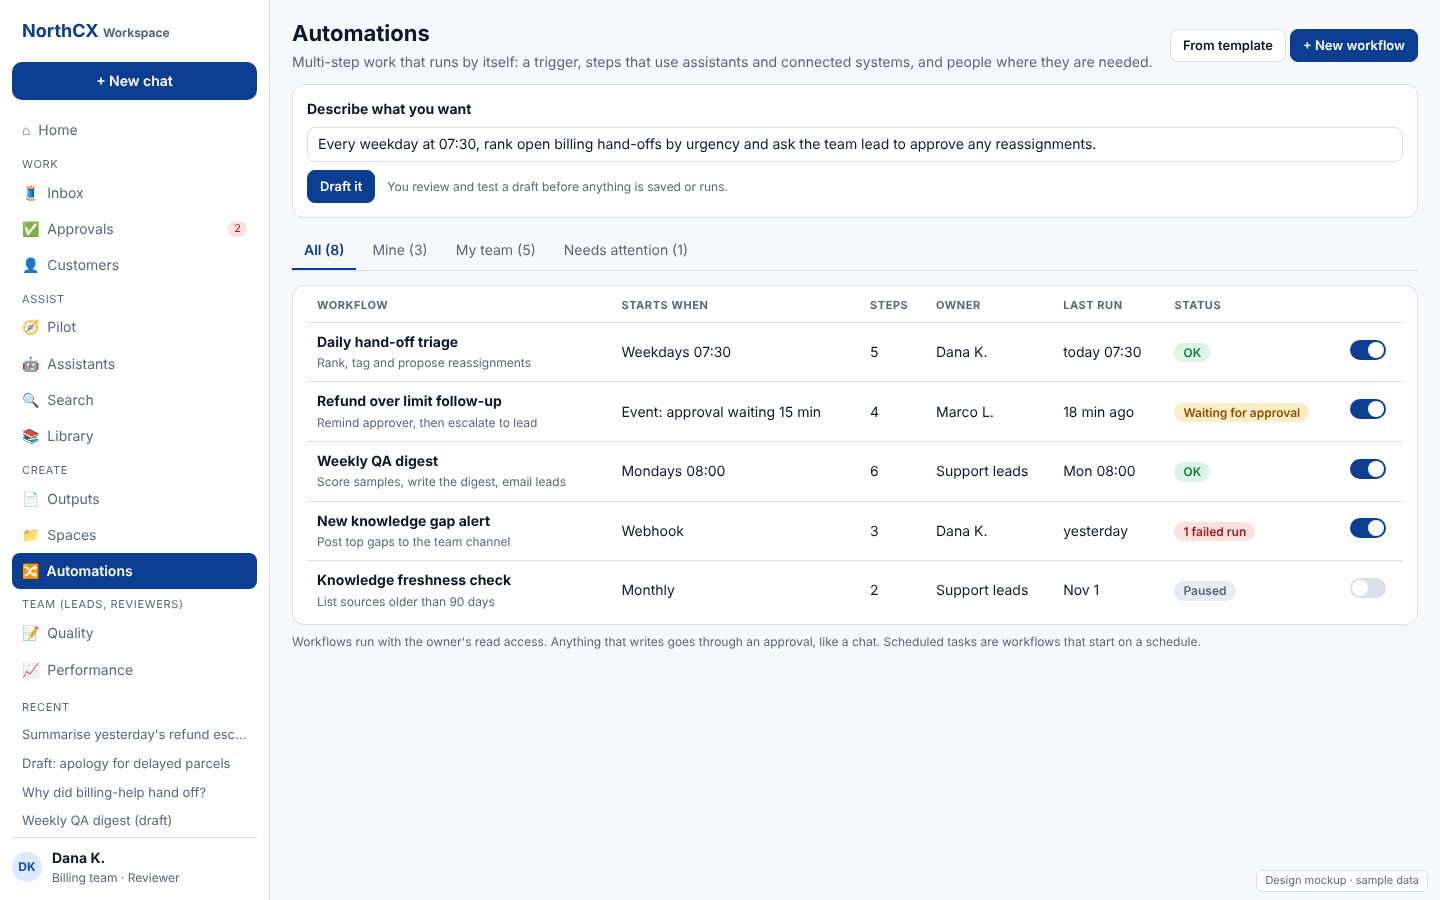 NorthCX Workspace
+ New chat
Home
WORK
Inbox
Approvals 2
Customers
ASSIST
Pilot
Assistants
Search
Library
CREATE
Outputs
Spaces
Automations
TEAM (LEADS, REVIEWERS)
Quality
Performance
RECENT
Summarise yesterday's refund esc...
Draft: apology for delayed parcels
Why did billing-help hand off?
Weekly QA digest (draft)
DK
Dana K.
Billing team · Reviewer
Automations
Multi-step work that runs by itself: a trigger, steps that use assistants and connected systems, and people where they are needed.
From template
+ New workflow
Describe what you want
Every weekday at 07:30, rank open billing hand-offs by urgency and ask the team lead to approve any reassignments.
Draft it
You review and test a draft before anything is saved or runs.
All (8) Mine (3) My team (5) Needs attention (1)
WORKFLOW STARTS WHEN STEPS OWNER LAST RUN STATUS
Daily hand-off triage
Rank, tag and propose reassignments
Weekdays 07:30 5 Dana K. today 07:30 OK
Refund over limit follow-up
Remind approver, then escalate to lead
Event: approval waiting 15 min 4 Marco L. 18 min ago Waiting for approval
Weekly QA digest
Score samples, write the digest, email leads
Mondays 08:00 6 Support leads Mon 08:00 OK
New knowledge gap alert
Post top gaps to the team channel
Webhook 3 Dana K. yesterday 1 failed run
Knowledge freshness check
List sources older than 90 days
Monthly 2 Support leads Nov 1 Paused
Workflows run with the owner's read access. Anything that writes goes through an approval, like a chat. Scheduled tasks are workflows that start on a schedule.
Design mockup · sample data